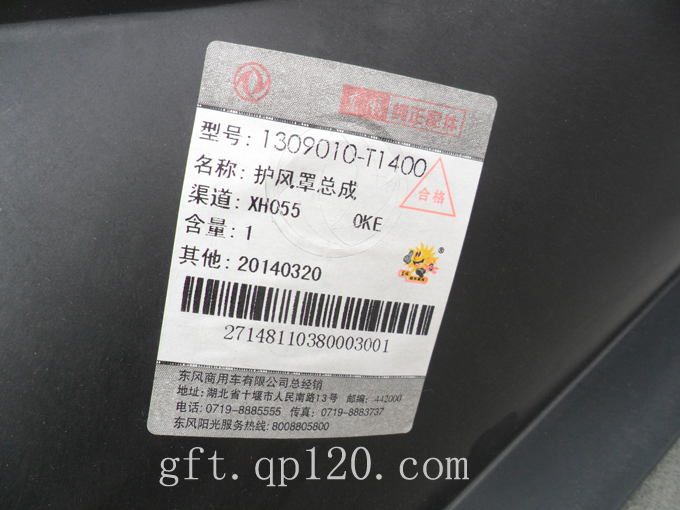 东风 纯正配件
型号: 1309010-T1400
名称: 护风罩总成
合格
渠道: XH055 OKE
含量: 1
其他: 20140320
®
27148110380003001
东风商用车有限公司总经销
地址: 湖北省十堰市人民南路13号 邮编: 442000
电话: 0719-8885555 传真: 0719-8883737
东风阳光服务热线: 8008805800
gft.qp120.com